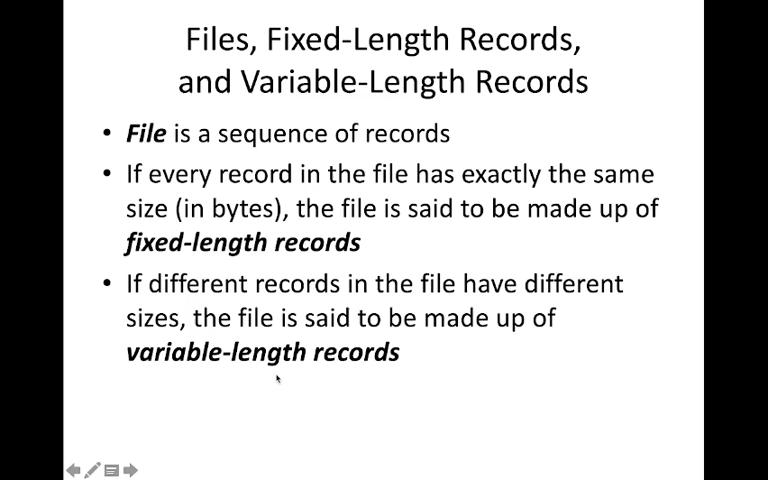 Files, Fixed-Length Records,
and Variable-Length Records
• File is a sequence of records
• If every record in the file has exactly the same
size (in bytes), the file is said to be made up of
fixed-length records
• If different records in the file have different
sizes, the file is said to be made up of
variable-length records